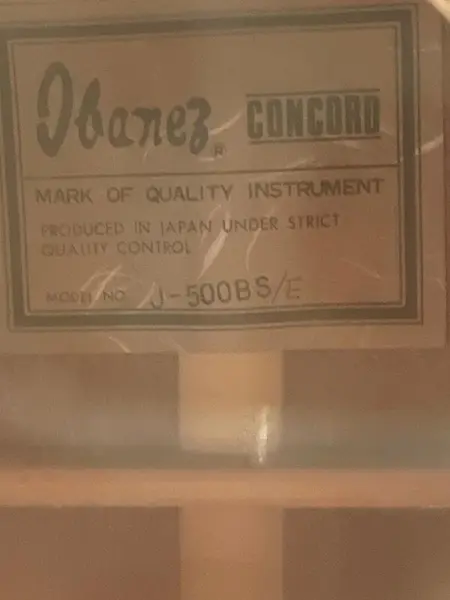 Ibanez® CONCORD
MARK OF QUALITY INSTRUMENT
PRODUCED IN JAPAN UNDER STRICT
QUALITY CONTROL
MODEL NO. J-500BS/E